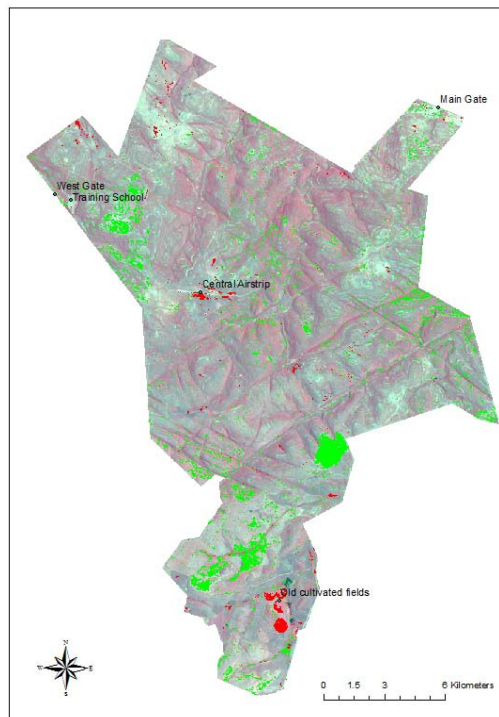 Main Gate
West Gate
Training School
Central Airstrip
Old cultivated fields
N
W E
S
0 1.5 3 6 Kilometers